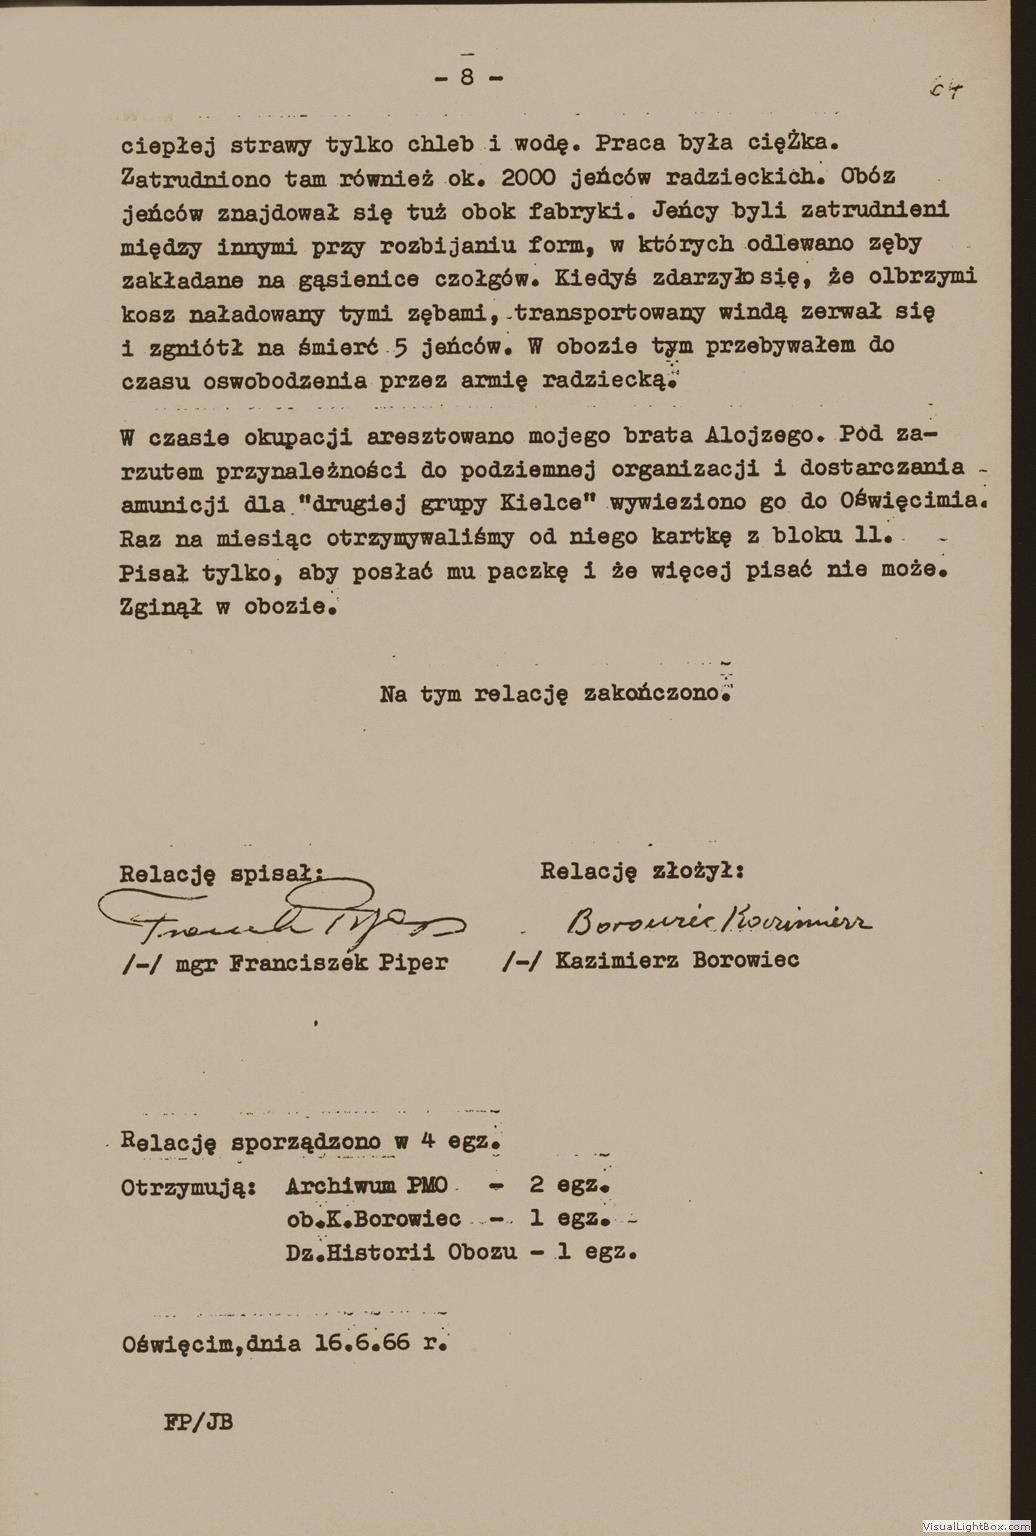 - 8 -
64
ciepłej strawy tylko chleb i wodę. Praca była cięŻka.
Zatrudniono tam również ok. 2000 jeńców radzieckich. Obóz
jeńców znajdował się tuż obok fabryki. Jeńcy byli zatrudnieni
między innymi przy rozbijaniu form, w których odlewano zęby
zakładane na gąsienice czołgów. Kiedyś zdarzyło się, że olbrzymi
kosz naładowany tymi zębami, transportowany windą zerwał się
i zgniótł na śmierć 5 jeńców. W obozie tym przebywałem do
czasu oswobodzenia przez armię radziecką.
W czasie okupacji aresztowano mojego brata Alojzego. Pod za-
rzutem przynależności do podziemnej organizacji i dostarczania
amunicji dla "drugiej grupy Kielce" wywieziono go do Oświęcimia.
Raz na miesiąc otrzymywaliśmy od niego kartkę z bloku 11.
Pisał tylko, aby posłać mu paczkę i że więcej pisać nie może.
Zginął w obozie.
Na tym relację zakończono.
Relację spisał: Relację złożył:
Borowiec Kazimierz
/-/ mgr Franciszek Piper /-/ Kazimierz Borowiec
Relację sporządzono w 4 egz.
Otrzymują: Archiwum PMO - 2 egz.
ob.K.Borowiec - 1 egz.
Dz.Historii Obozu - 1 egz.
Oświęcim,dnia 16.6.66 r.
FP/JB
VisualLightBox.com